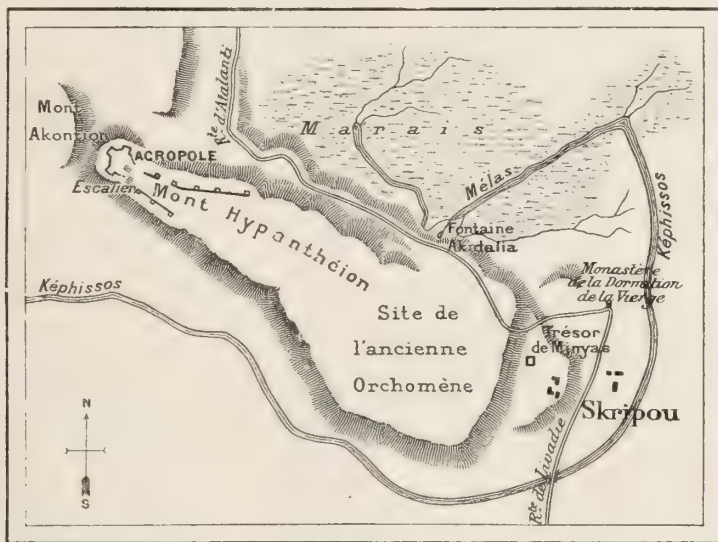 Mont
Akontion
ACROPOLE
Escalier
Mont Hypanthéion
Rte d'Atalanti
Marais
Mélas
Képhissos
Fontaine
Akidalia
Monastère
de la Dormition
de la Vierge
Képhissos
Site de
l'ancienne
Orchomène
Trésor
de Minyas
Skripou
Rte de Livadie
N
S